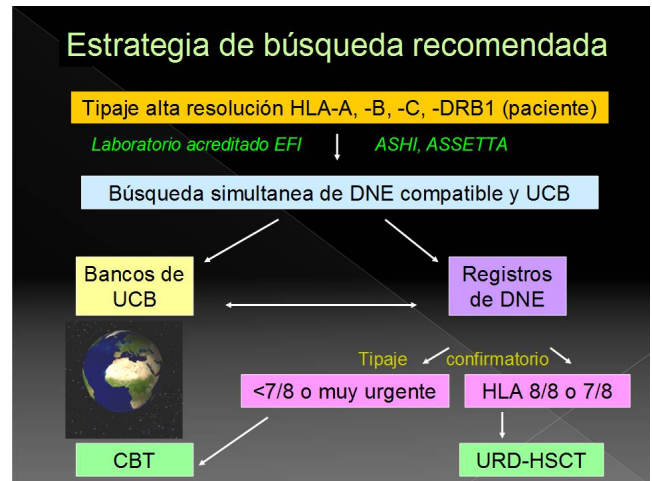 Estrategia de búsqueda recomendada
Tipaje alta resolución HLA-A, -B, -C, -DRB1 (paciente)
Laboratorio acreditado EFI ASHI, ASSETTA
Búsqueda simultanea de DNE compatible y UCB
Bancos de
UCB
Registros
de DNE
Tipaje confirmatorio
<7/8 o muy urgente
HLA 8/8 o 7/8
CBT
URD-HSCT